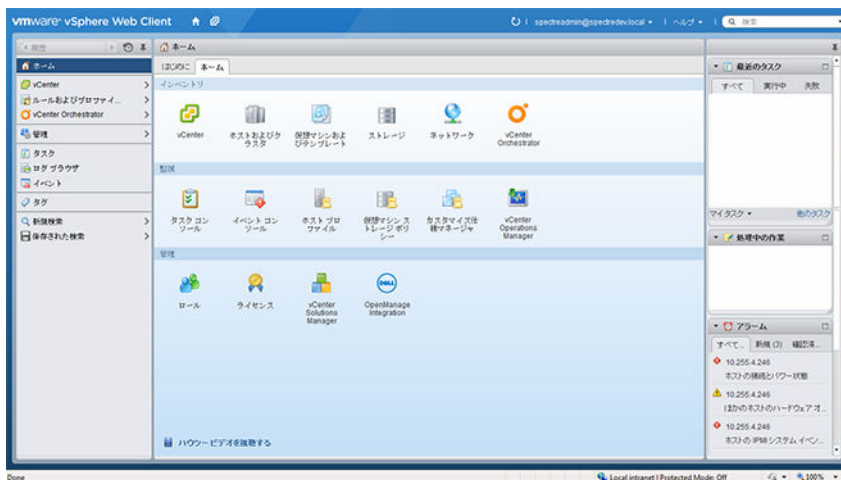 vmware® vSphere Web Client
spectreadmin@spectredev.local
ヘルプ
検索
履歴
ホーム
vCenter
ルールおよびプロファイ...
vCenter Orchestrator
管理
タスク
ログ ブラウザ
イベント
タグ
新規検索
保存された検索
ホーム
はじめに
ホーム
インベントリ
vCenter
ホストおよびク
ラスタ
仮想マシンおよ
びテンプレート
ストレージ
ネットワーク
vCenter
Orchestrator
監視
タスク コン
ソール
イベント コン
ソール
ホスト プロ
ファイル
仮想マシン ス
トレージ ポリ
シー
カスタマイズ仕
様マネージャ
vCenter
Operations
Manager
管理
ロール
ライセンス
vCenter
Solutions
Manager
DELL
OpenManage
Integration
ハウツー ビデオを視聴する
最近のタスク
すべて 実行中 失敗
マイ タスク
他のタスク
処理中の作業
アラーム
すべて... 新規 (3) 確認済...
10.255.4.246
ホストの接続とパワー状態
10.255.4.246
ほかのホストのハードウェア オ...
10.255.4.246
ホストの IPMI システム イベン...
Done
Local intranet | Protected Mode: Off
100%